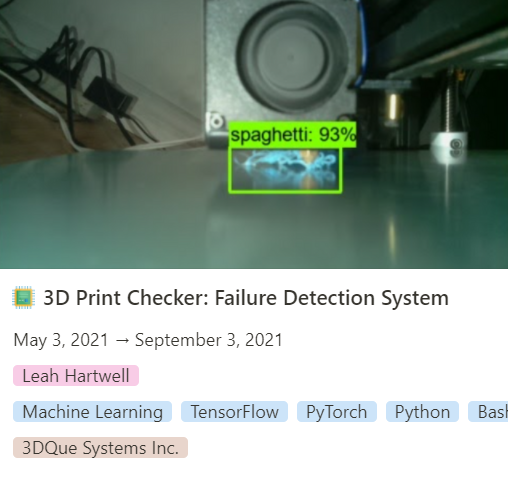 spaghetti: 93%
3D Print Checker: Failure Detection System
May 3, 2021 → September 3, 2021
Leah Hartwell
Machine Learning TensorFlow PyTorch Python Bash
3DQue Systems Inc.